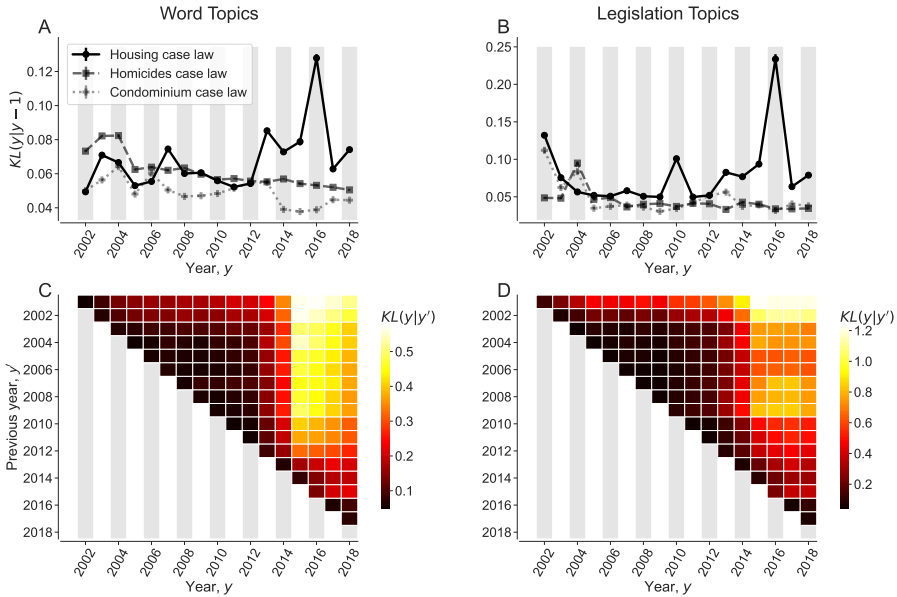 Word Topics
Legislation Topics
A
B
Housing case law
Homicides case law
Condominium case law
KL(y|y − 1)
0.12
0.10
0.08
0.06
0.04
0.25
0.20
0.15
0.10
0.05
2002 2004 2006 2008 2010 2012 2014 2016 2018
2002 2004 2006 2008 2010 2012 2014 2016 2018
Year, y
Year, y
C
D
Previous year, y′
2002
2004
2006
2008
2010
2012
2014
2016
2018
KL(y|y′)
0.5
0.4
0.3
0.2
0.1
2002
2004
2006
2008
2010
2012
2014
2016
2018
KL(y|y′)
1.2
1.0
0.8
0.6
0.4
0.2
2002 2004 2006 2008 2010 2012 2014 2016 2018
2002 2004 2006 2008 2010 2012 2014 2016 2018
Year, y
Year, y